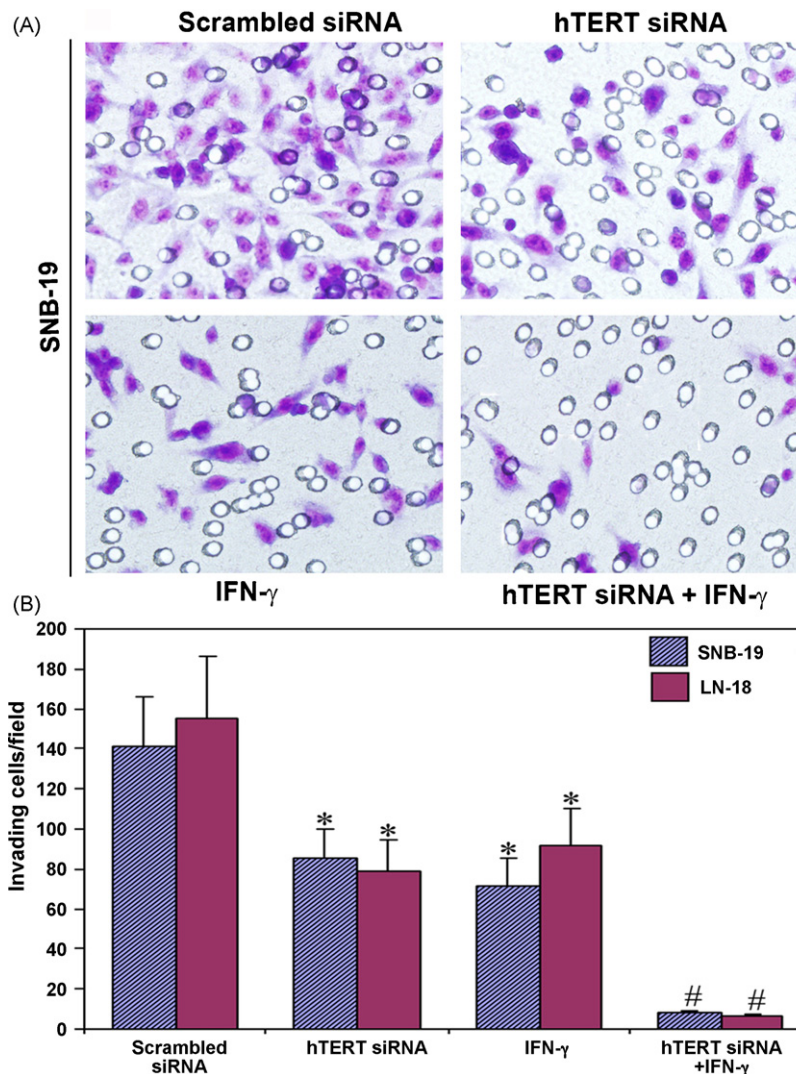 (A)
Scrambled siRNA
hTERT siRNA
SNB-19
IFN-γ
hTERT siRNA + IFN-γ
(B)
200
180
160
140
120
100
80
60
40
20
0
Invading cells/field
SNB-19
LN-18
*
*
*
*
#
#
Scrambled
siRNA
hTERT siRNA
IFN-γ
hTERT siRNA
+IFN-γ